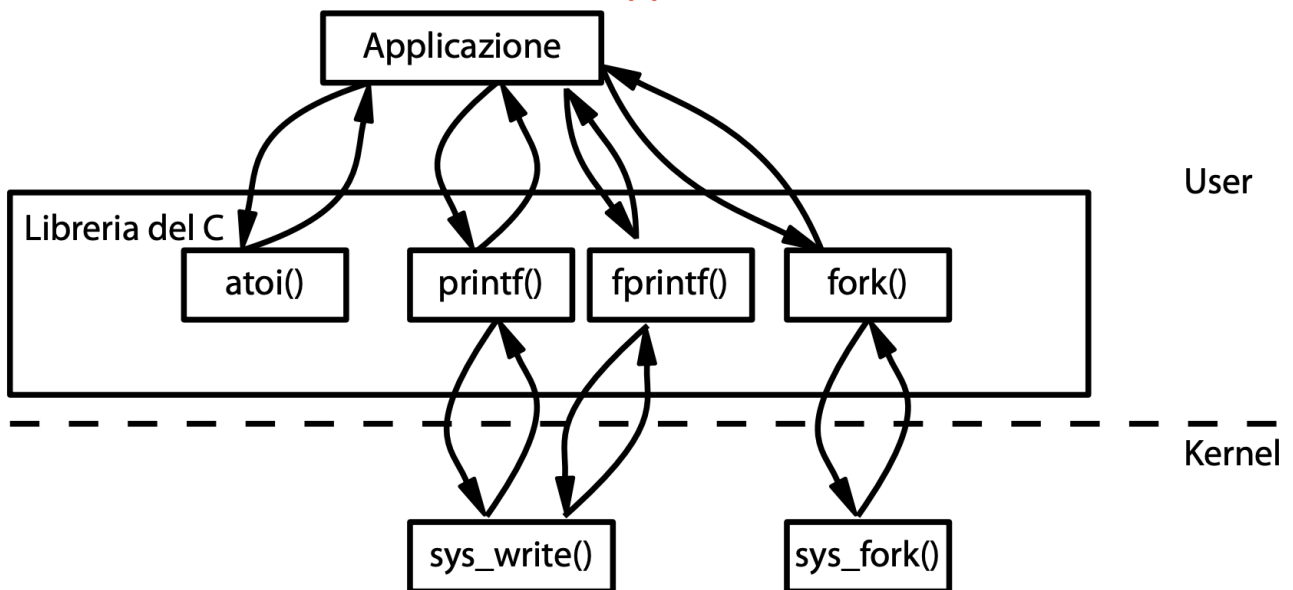 Applicazione
User
Libreria del C
atoi()
printf()
fprintf()
fork()
Kernel
sys_write()
sys_fork()